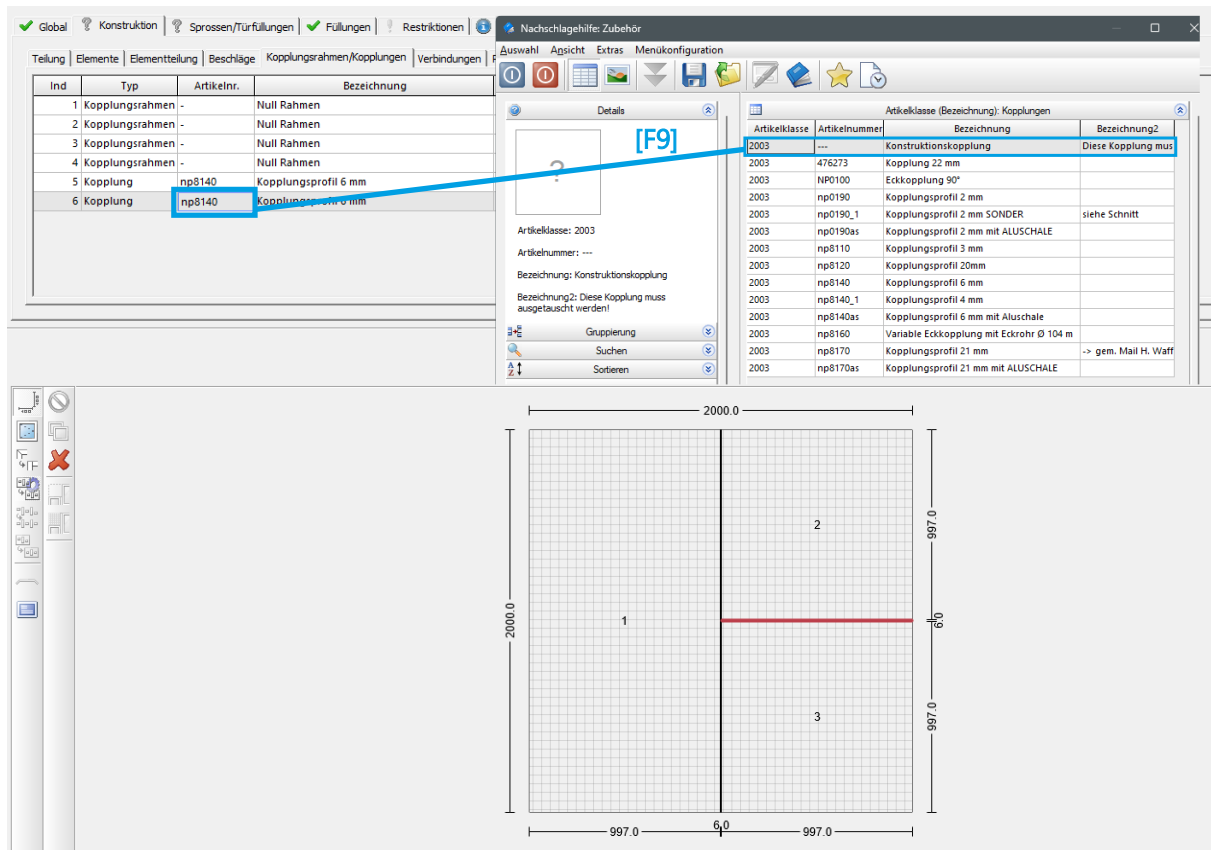 Global
Konstruktion
Sprossen/Türfüllungen
Füllungen
Restriktionen
Teilung
Elemente
Elementteilung
Beschläge
Kopplungsrahmen/Kopplungen
Verbindungen
Ind Typ Artikelnr. Bezeichnung
1 Kopplungsrahmen - Null Rahmen
2 Kopplungsrahmen - Null Rahmen
3 Kopplungsrahmen - Null Rahmen
4 Kopplungsrahmen - Null Rahmen
5 Kopplung np8140 Kopplungsprofil 6 mm
6 Kopplung np8140 Kopplungsprofil 6 mm
Nachschlagehilfe: Zubehör
Auswahl Ansicht Extras Menükonfiguration
Details
[F9]
?
Artikelklasse: 2003
Artikelnummer: ---
Bezeichnung: Konstruktionskopplung
Bezeichnung2: Diese Kopplung muss
ausgetauscht werden!
Gruppierung
Suchen
Sortieren
Artikelklasse (Bezeichnung): Kopplungen
Artikelklasse Artikelnummer Bezeichnung Bezeichnung2
2003 --- Konstruktionskopplung Diese Kopplung mus
2003 476273 Kopplung 22 mm
2003 NP0100 Eckkopplung 90°
2003 np0190 Kopplungsprofil 2 mm
2003 np0190_1 Kopplungsprofil 2 mm SONDER siehe Schnitt
2003 np0190as Kopplungsprofil 2 mm mit ALUSCHALE
2003 np8110 Kopplungsprofil 3 mm
2003 np8120 Kopplungsprofil 20mm
2003 np8140 Kopplungsprofil 6 mm
2003 np8140_1 Kopplungsprofil 4 mm
2003 np8140as Kopplungsprofil 6 mm mit Aluschale
2003 np8160 Variable Eckkopplung mit Eckrohr Ø 104 m
2003 np8170 Kopplungsprofil 21 mm -> gem. Mail H. Waff
2003 np8170as Kopplungsprofil 21 mm mit ALUSCHALE
2000.0
2000.0
1
2
3
997.0
6.0
997.0
997.0
6.0
997.0